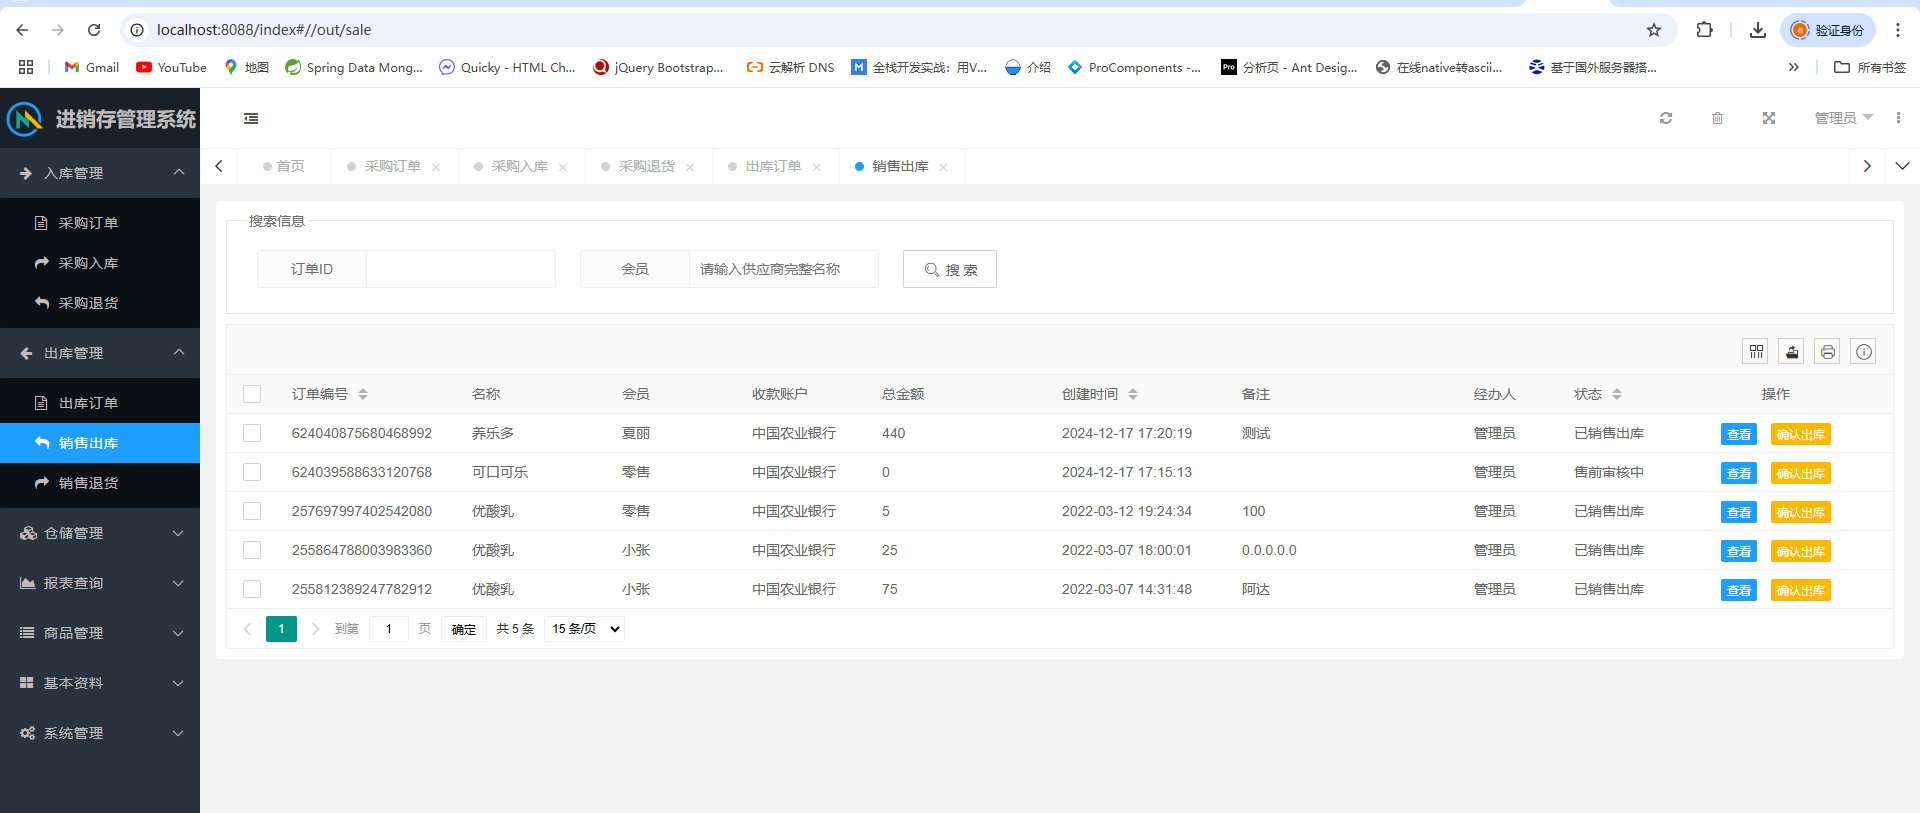 localhost:8088/index#//out/sale
验证身份
Gmail
YouTube
地图
Spring Data Mong...
Quicky - HTML Ch...
jQuery Bootstrap...
云解析 DNS
全栈开发实战：用V...
介绍
ProComponents -...
分析页 - Ant Desig...
在线native转ascii...
基于国外服务器搭...
所有书签
进销存管理系统
管理员
首页
采购订单
采购入库
采购退货
出库订单
销售出库
入库管理
采购订单
采购入库
采购退货
出库管理
出库订单
销售出库
销售退货
仓储管理
报表查询
商品管理
基本资料
系统管理
搜索信息
订单ID
会员 请输入供应商完整名称
搜 索
订单编号 名称 会员 收款账户 总金额 创建时间 备注 经办人 状态 操作
624040875680468992 养乐多 夏丽 中国农业银行 440 2024-12-17 17:20:19 测试 管理员 已销售出库 查看 确认出库
624039588633120768 可口可乐 零售 中国农业银行 0 2024-12-17 17:15:13 管理员 售前审核中 查看 确认出库
257697997402542080 优酸乳 零售 中国农业银行 5 2022-03-12 19:24:34 100 管理员 已销售出库 查看 确认出库
255864788003983360 优酸乳 小张 中国农业银行 25 2022-03-07 18:00:01 0.0.0.0.0 管理员 已销售出库 查看 确认出库
255812389247782912 优酸乳 小张 中国农业银行 75 2022-03-07 14:31:48 阿达 管理员 已销售出库 查看 确认出库
1 到第 1 页 确定 共 5 条 15 条/页